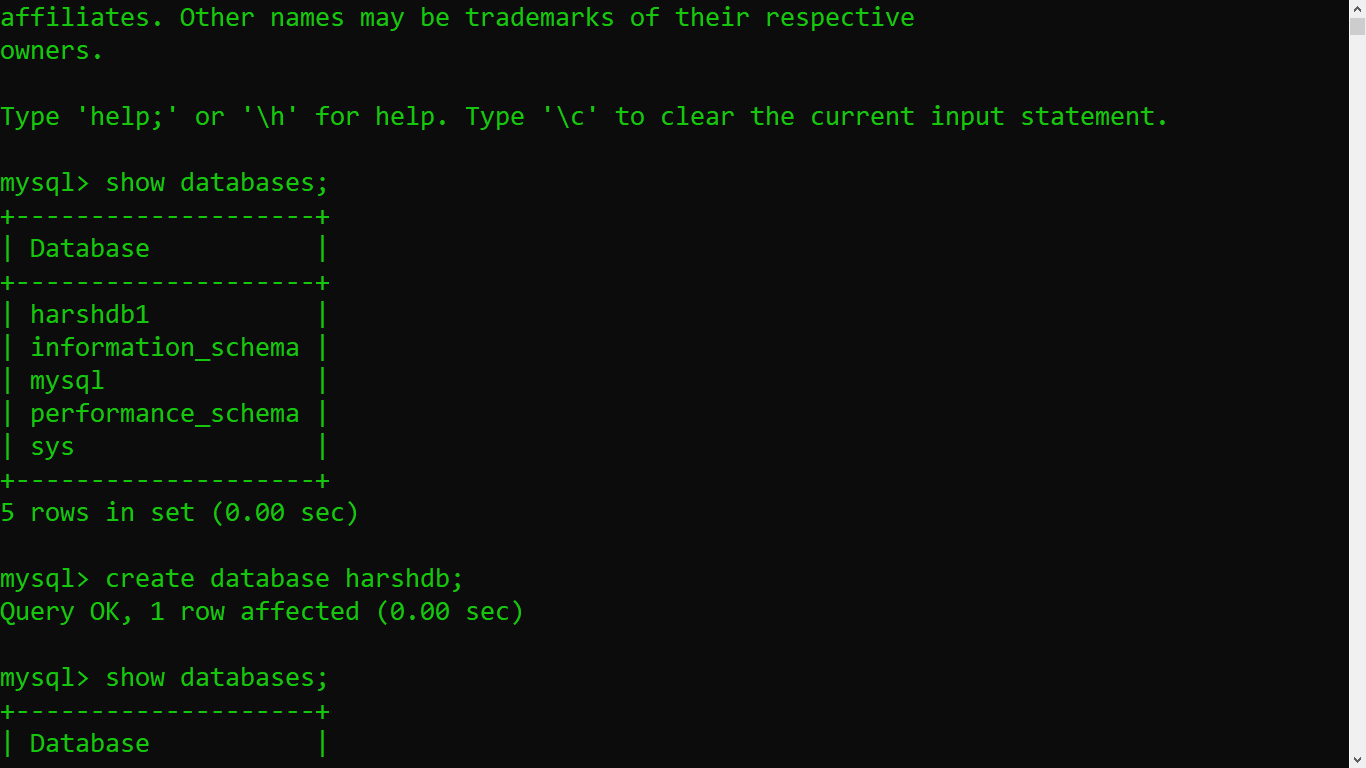 affiliates. Other names may be trademarks of their respective
owners.
Type 'help;' or '\h' for help. Type '\c' to clear the current input statement.
mysql> show databases;
+--------------------+
| Database           |
+--------------------+
| harshdb1           |
| information_schema |
| mysql              |
| performance_schema |
| sys                |
+--------------------+
5 rows in set (0.00 sec)
mysql> create database harshdb;
Query OK, 1 row affected (0.00 sec)
mysql> show databases;
+--------------------+
| Database           |